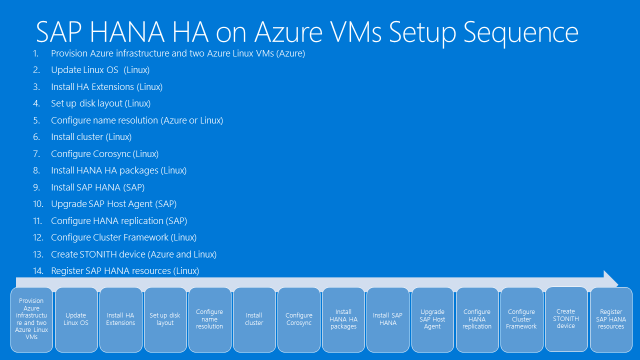 SAP HANA HA on Azure VMs Setup Sequence
1. Provision Azure infrastructure and two Azure Linux VMs (Azure)
2. Update Linux OS (Linux)
3. Install HA Extensions (Linux)
4. Set up disk layout (Linux)
5. Configure name resolution (Azure or Linux)
6. Install cluster (Linux)
7. Configure Corosync (Linux)
8. Install HANA HA packages (Linux)
9. Install SAP HANA (SAP)
10. Upgrade SAP Host Agent (SAP)
11. Configure HANA replication (SAP)
12. Configure Cluster Framework (Linux)
13. Create STONITH device (Azure and Linux)
14. Register SAP HANA resources (Linux)
Provision
Azure
infrastructu
re and two
Azure Linux
VMs
Update
Linux OS
Install HA
Extensions
Set up disk
layout
Configure
name
resolution
Install
cluster
Configure
Corosync
Install
HANA HA
packages
Install SAP
HANA
Upgrade
SAP Host
Agent
Configure
HANA
replication
Configure
Cluster
Framework
Create
STONITH
device
Register
SAP HANA
resources